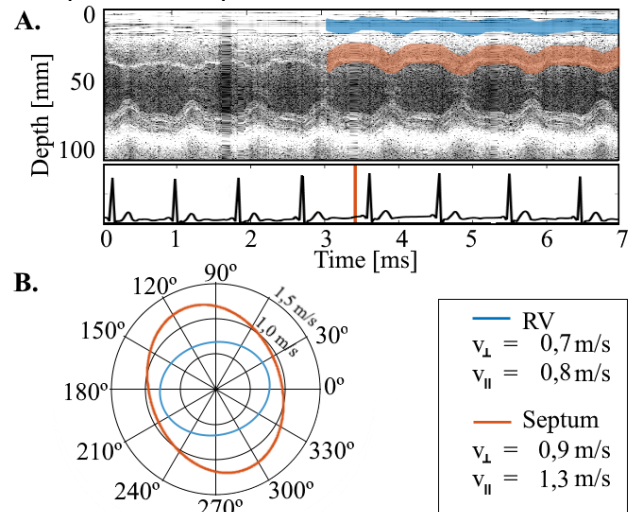 A.
0
50
100
Depth [mm]
0 1 2 3 4 5 6 7
Time [ms]
B.
90º
120º
1,5 m/s
1,0 m/s
150º
30º
180º
0º
210º
330º
240º
300º
270º
RV
v⊥ = 0,7 m/s
v|| = 0,8 m/s
Septum
v⊥ = 0,9 m/s
v|| = 1,3 m/s